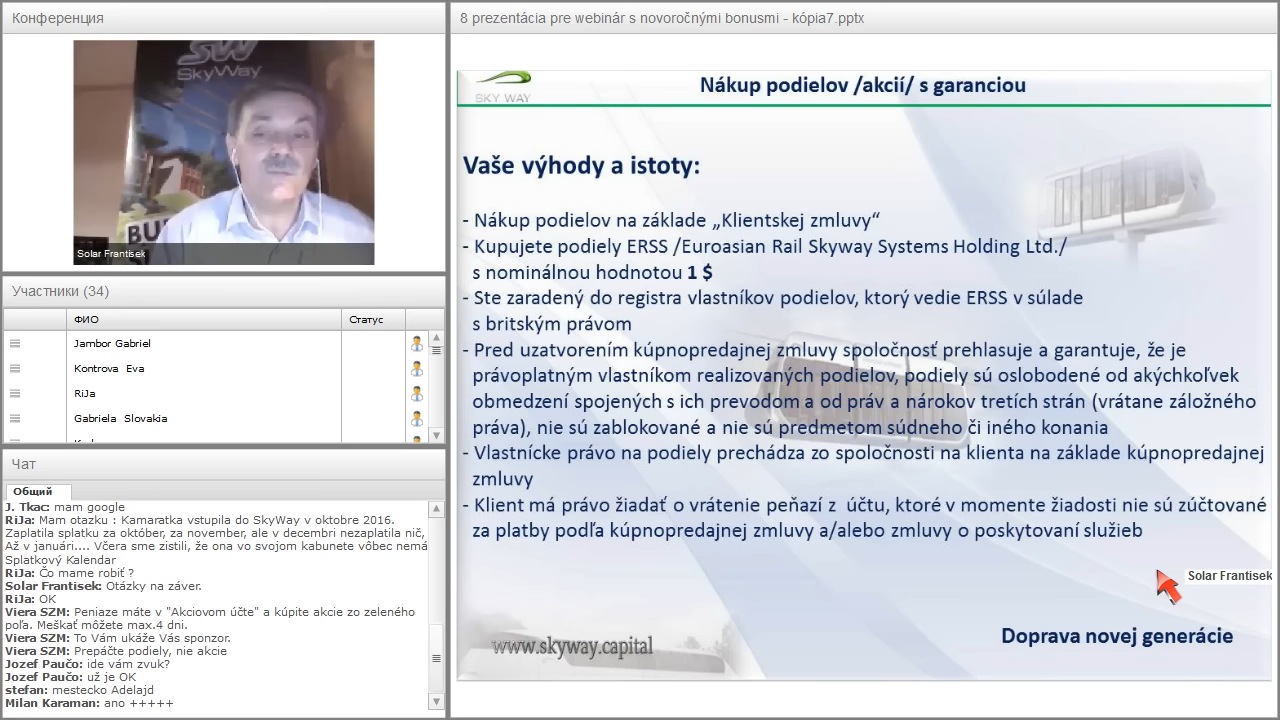 Конференция
SW
SkyWay
BU
Solar Frantisek
Участники (34)
ФИО
Статус
Jambor Gabriel
Kontrova Eva
RiJa
Gabriela Slovakia
Чат
Общий
J. Tkac: mam google
RiJa: Mam otazku : Kamaratka vstupila do SkyWay v oktobre 2016.
Zaplatila splatku za október, za november, ale v decembri nezaplatila nič,
Až v januári.... Včera sme zistili, že ona vo svojom kabunete vôbec nemá
Splatkový Kalendar
RiJa: Čo mame robiť ?
Solar Frantisek: Otázky na záver.
RiJa: OK
Viera SZM: Peniaze máte v "Akciovom účte" a kúpite akcie zo zeleného
poľa. Meškať môžete max.4 dni.
Viera SZM: To Vám ukáže Vás sponzor.
Viera SZM: Prepáčte podiely, nie akcie
Jozef Paučo: ide vám zvuk?
Jozef Paučo: už je OK
stefan: mestecko Adelajd
Milan Karaman: ano +++++
8 prezentácia pre webinár s novoročnými bonusmi - kópia7.pptx
SKY WAY
Nákup podielov /akcií/ s garanciou
Vaše výhody a istoty:
- Nákup podielov na základe „Klientskej zmluvy“
- Kupujete podiely ERSS /Euroasian Rail Skyway Systems Holding Ltd./
s nominálnou hodnotou 1 $
- Ste zaradený do registra vlastníkov podielov, ktorý vedie ERSS v súlade
s britským právom
- Pred uzatvorením kúpnopredajnej zmluvy spoločnosť prehlasuje a garantuje, že je
právoplatným vlastníkom realizovaných podielov, podiely sú oslobodené od akýchkoľvek
obmedzení spojených s ich prevodom a od práv a nárokov tretích strán (vrátane záložného
práva), nie sú zablokované a nie sú predmetom súdneho či iného konania
- Vlastnícke právo na podiely prechádza zo spoločnosti na klienta na základe kúpnopredajnej
zmluvy
- Klient má právo žiadať o vrátenie peňazí z účtu, ktoré v momente žiadosti nie sú zúčtované
za platby podľa kúpnopredajnej zmluvy a/alebo zmluvy o poskytovaní služieb
Solar Frantisek
www.skyway.capital
Doprava novej generácie